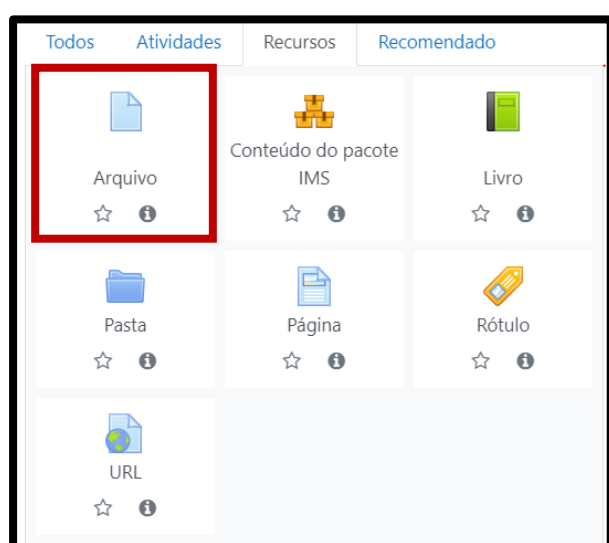 Todos Atividades Recursos Recomendado
Arquivo
Conteúdo do pacote
IMS
Livro
Pasta
Página
Rótulo
URL